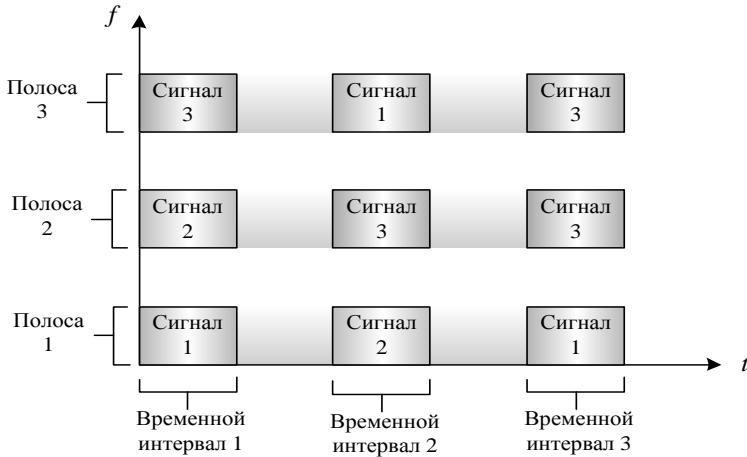 f
Полоса
3
Сигнал
3
Сигнал
1
Сигнал
3
Полоса
2
Сигнал
2
Сигнал
3
Сигнал
3
Полоса
1
Сигнал
1
Сигнал
2
Сигнал
1
t
Временной
интервал 1
Временной
интервал 2
Временной
интервал 3